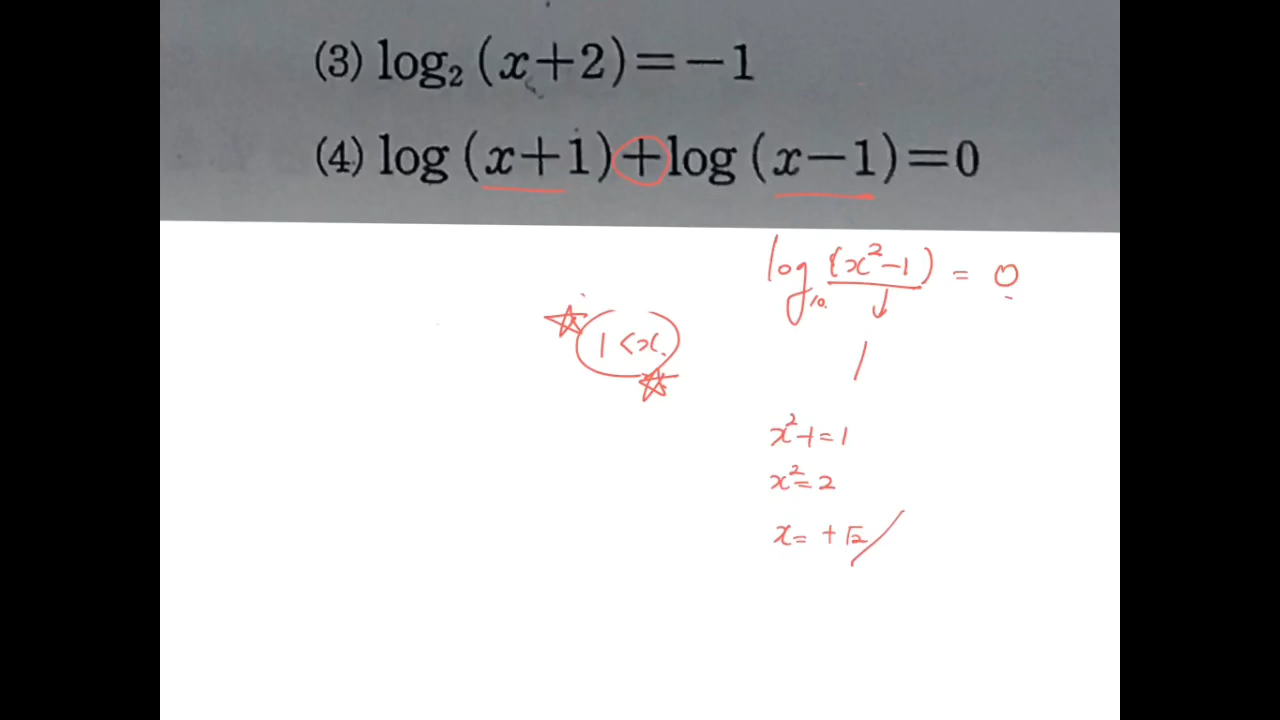 (3) log₂(x+2)=−1
(4) log(x+1)+log(x−1)=0
log₁₀(x²−1) = 0
1<x
1
x²−1=1
x²=2
x=+√2